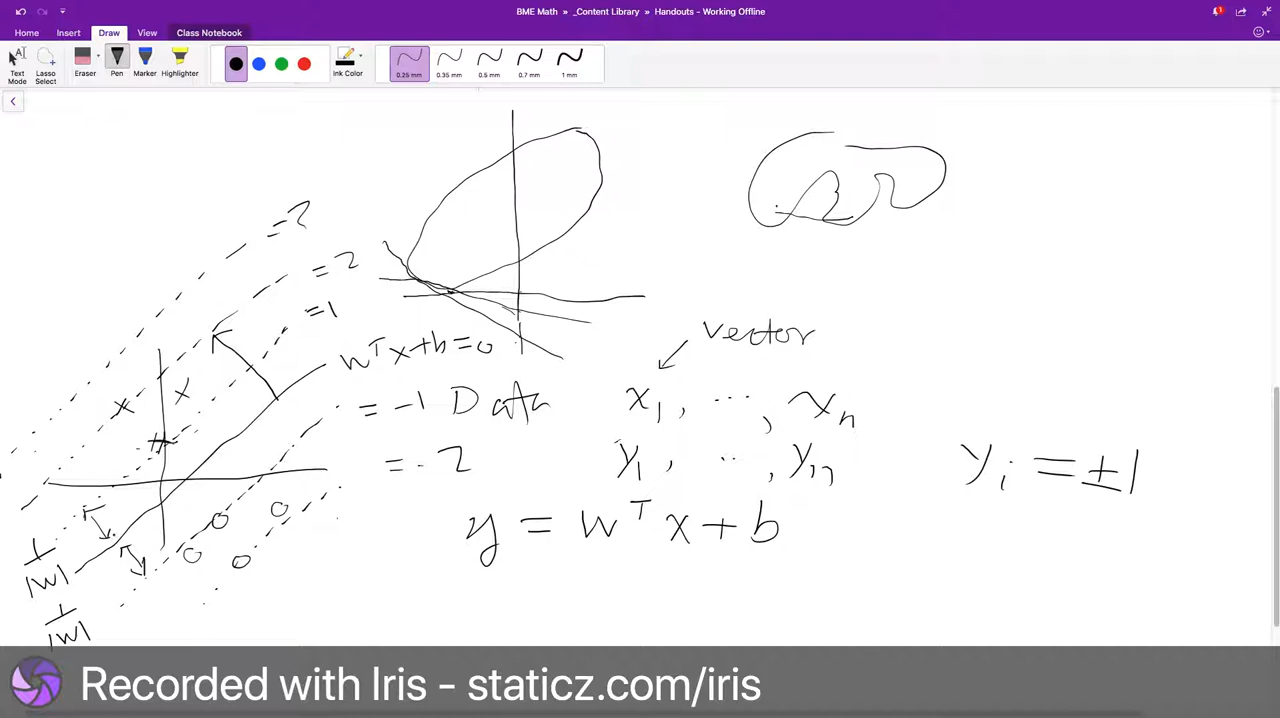 BME Math » _Content Library » Handouts - Working Offline
1
Home Insert Draw View Class Notebook
Text Mode
Lasso Select
Eraser
Pen
Marker
Highlighter
Ink Color
0.25 mm
0.35 mm
0.5 mm
0.7 mm
1 mm
=2
=1
wᵀx+b=0
vector
= -1 Data x₁, ..., xₙ
= -2 y₁, ..., yₙ yᵢ = ±1
y = wᵀx + b
1/|w|
1/|w|
Recorded with Iris - staticz.com/iris